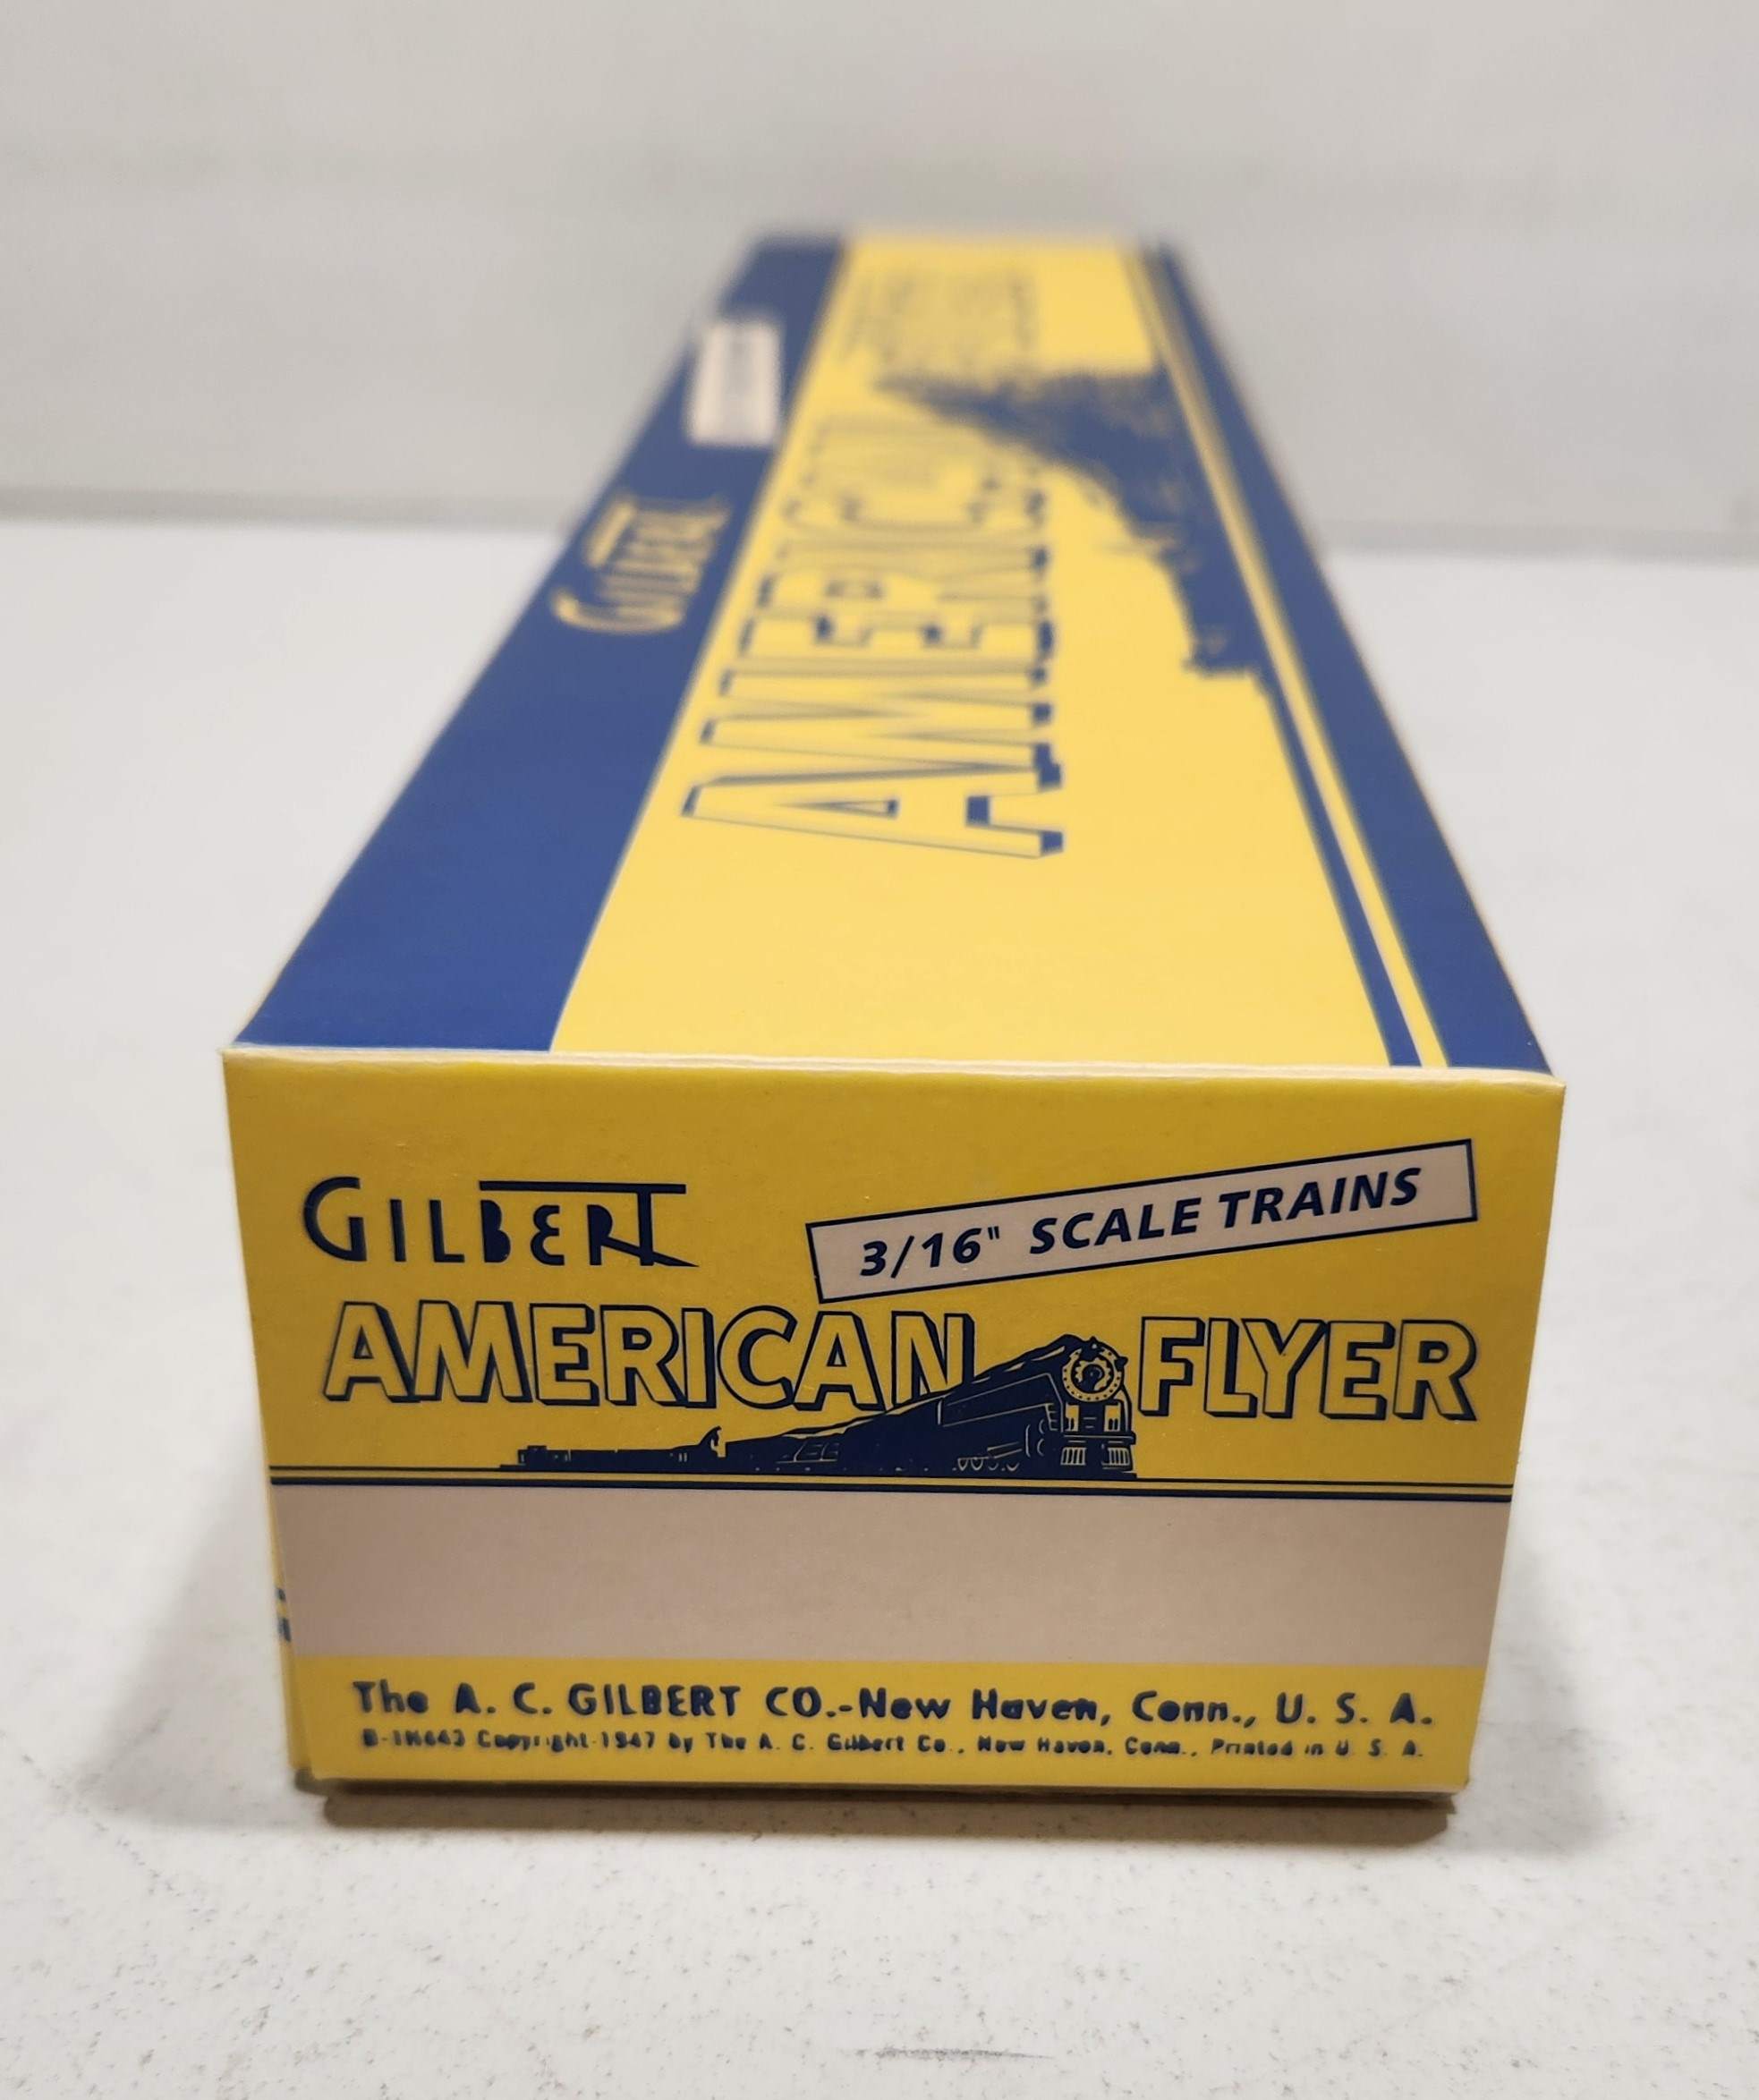 GILBERT
AMERICAN
GILBERT
3/16" SCALE TRAINS
AMERICAN FLYER
The A. C. GILBERT CO.-New Haven, Conn., U. S. A.
Copyright 1947 by The A. C. Gilbert Co., New Haven, Conn., Printed in U. S. A.